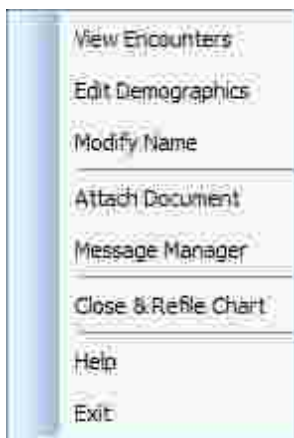 View Encounters
Edit Demographics
Modify Name
Attach Document
Message Manager
Close & Refile Chart
Help
Exit